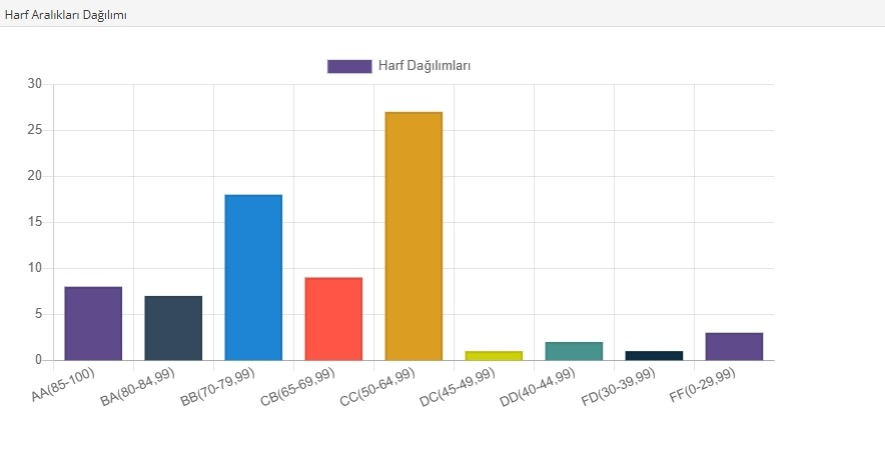 Harf Aralıkları Dağılımı
Harf Dağılımları
30
25
20
15
10
5
0
AA(85-100)
BA(80-84,99)
BB(70-79,99)
CB(65-69,99)
CC(50-64,99)
DC(45-49,99)
DD(40-44,99)
FD(30-39,99)
FF(0-29,99)